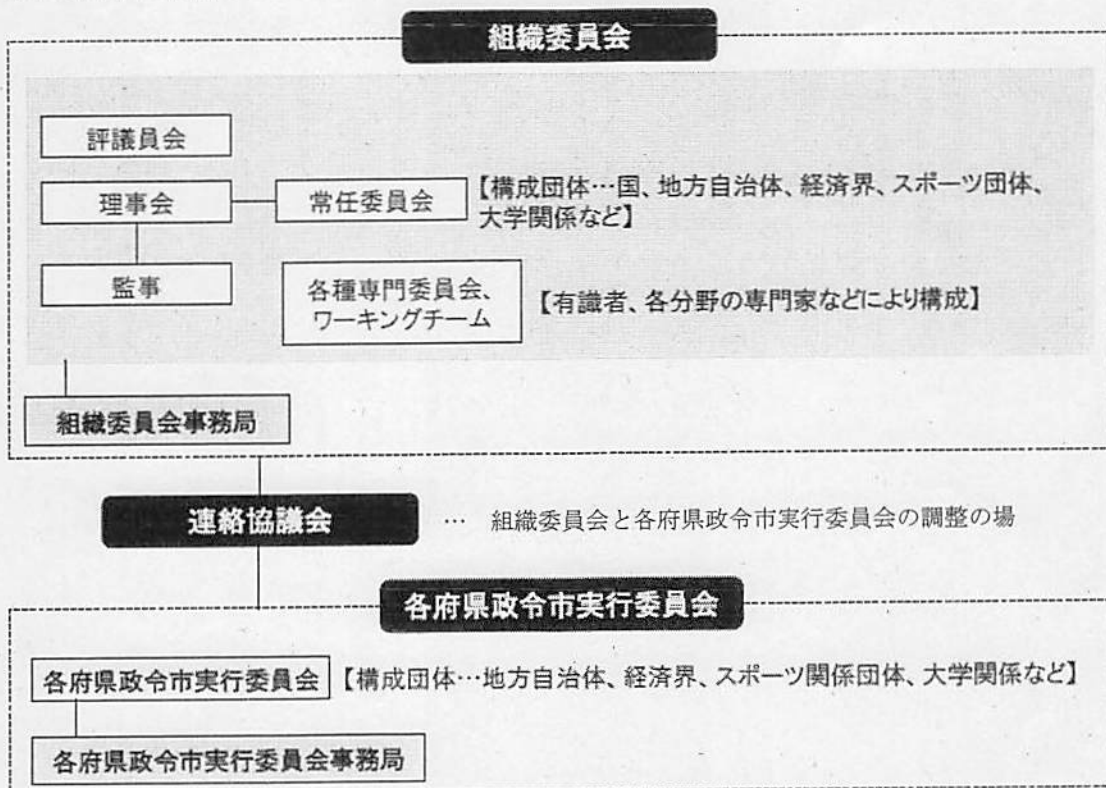 組織委員会
評議員会
理事会
常任委員会
【構成団体…国、地方自治体、経済界、スポーツ団体、
大学関係など】
監事
各種専門委員会、
ワーキングチーム
【有識者、各分野の専門家などにより構成】
組織委員会事務局
連絡協議会
… 組織委員会と各府県政令市実行委員会の調整の場
各府県政令市実行委員会
各府県政令市実行委員会
【構成団体…地方自治体、経済界、スポーツ関係団体、大学関係など】
各府県政令市実行委員会事務局